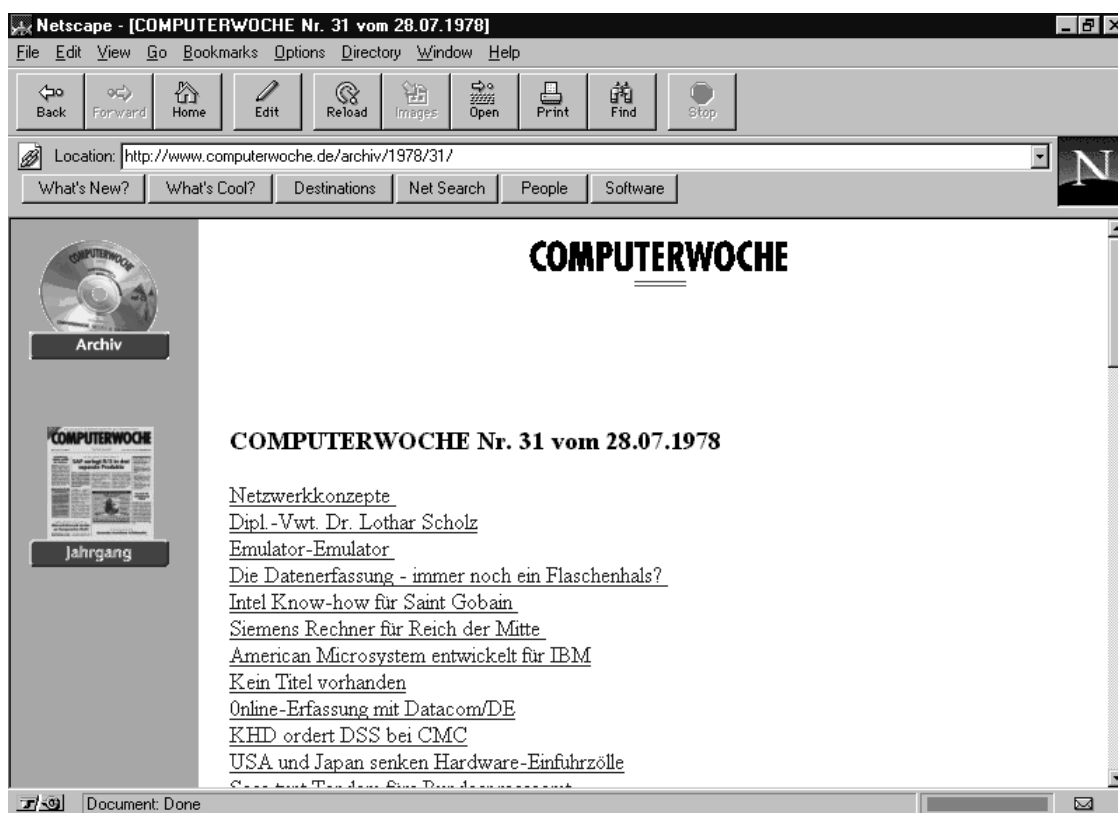 Netscape - [COMPUTERWOCHE Nr. 31 vom 28.07.1978]
File Edit View Go Bookmarks Options Directory Window Help
Back Forward Home Edit Reload Images Open Print Find Stop
Location: http://www.computerwoche.de/archiv/1978/31/
N
What's New? What's Cool? Destinations Net Search People Software
COMPUTERWOCHE
COMPUTERWOCHE
Archiv
COMPUTERWOCHE
COMPUTERWOCHE Nr. 31 vom 28.07.1978
Netzwerkkonzepte
Dipl.-Vwt. Dr. Lothar Scholz
Emulator-Emulator
Die Datenerfassung - immer noch ein Flaschenhals?
Jahrgang
Intel Know-how für Saint Gobain
Siemens Rechner für Reich der Mitte
American Microsystem entwickelt für IBM
Kein Titel vorhanden
0nline-Erfassung mit Datacom/DE
KHD ordert DSS bei CMC
USA und Japan senken Hardware-Einfuhrzölle
Document: Done